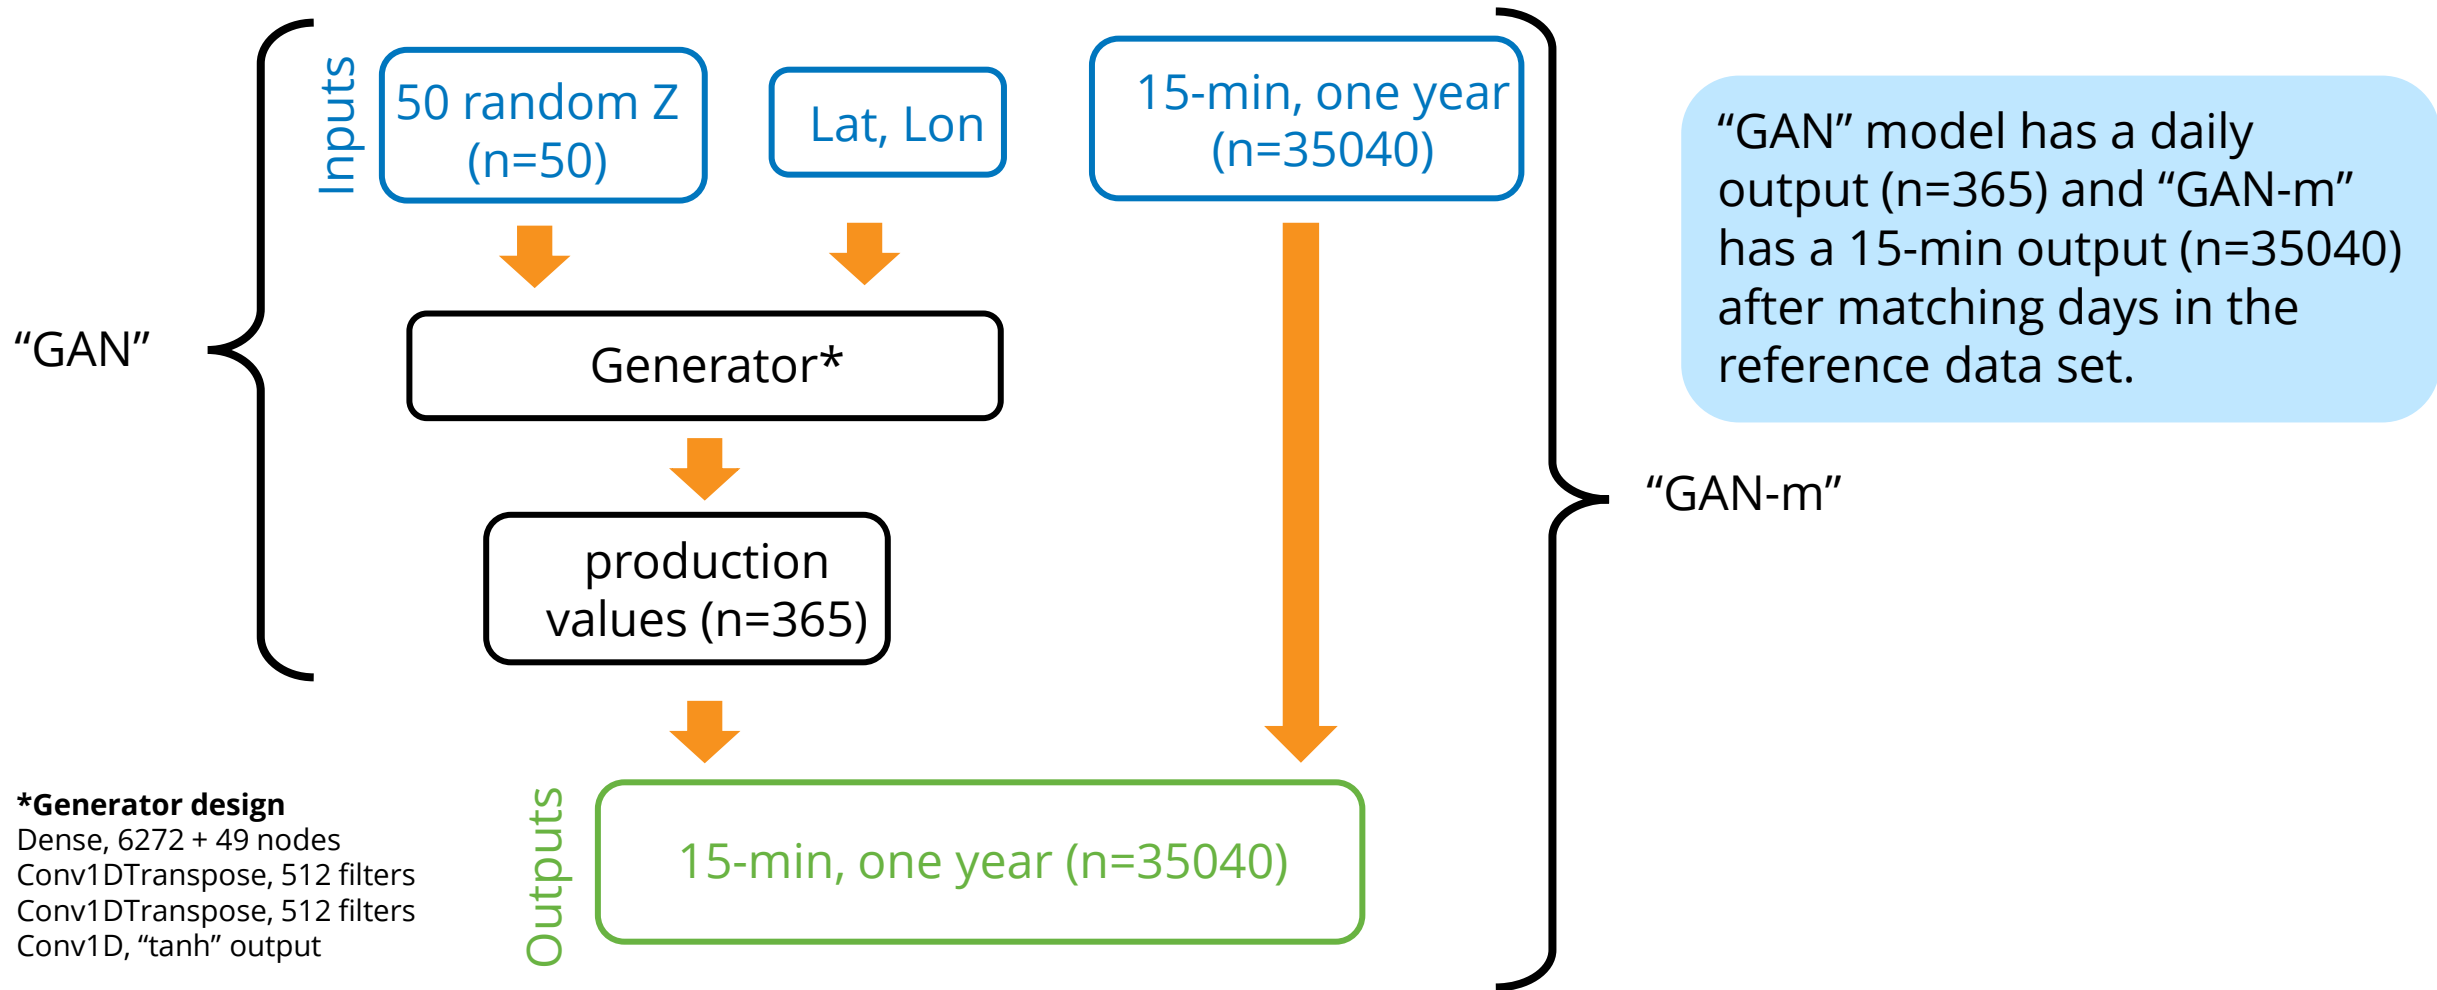 Inputs
50 random Z
(n=50)
Lat, Lon
15-min, one year
(n=35040)
“GAN” model has a daily
output (n=365) and “GAN-m”
has a 15-min output (n=35040)
after matching days in the
reference data set.
“GAN”
Generator*
“GAN-m”
production
values (n=365)
*Generator design
Dense, 6272 + 49 nodes
Conv1DTranspose, 512 filters
Conv1DTranspose, 512 filters
Conv1D, “tanh” output
Outputs
15-min, one year (n=35040)